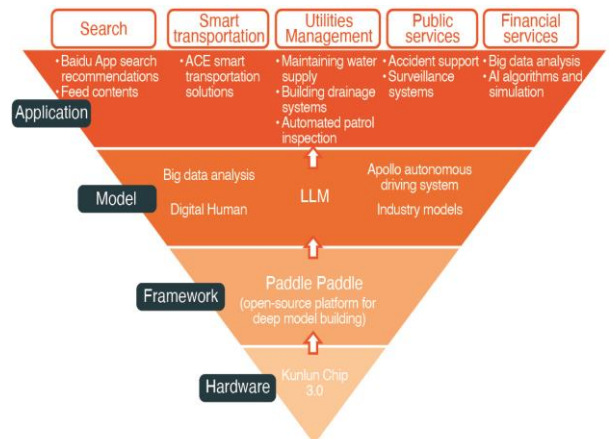 Search
Smart
transportation
Utilities
Management
Public
services
Financial
services
•Baidu App search
recommendations
•Feed contents
•ACE smart
transportation
solutions
•Maintaining water
supply
•Building drainage
systems
•Automated patrol
inspection
•Accident support
•Surveillance
systems
•Big data analysis
•AI algorithms and
simulation
Application
Model
Big data analysis
Digital Human
LLM
Apollo autonomous
driving system
Industry models
Framework
Paddle Paddle
(open-source platform for
deep model building)
Hardware
Kunlun Chip
3.0